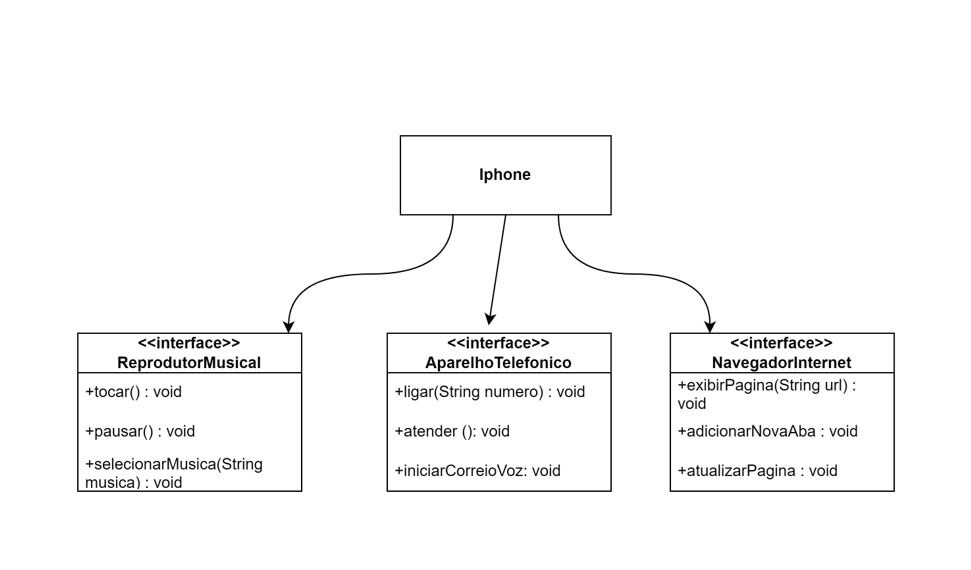 Iphone
<<interface>>
ReprodutorMusical
+tocar() : void
+pausar() : void
+selecionarMusica(String
musica) : void
<<interface>>
AparelhoTelefonico
+ligar(String numero) : void
+atender (): void
+iniciarCorreioVoz: void
<<interface>>
NavegadorInternet
+exibirPagina(String url) :
void
+adicionarNovaAba : void
+atualizarPagina : void